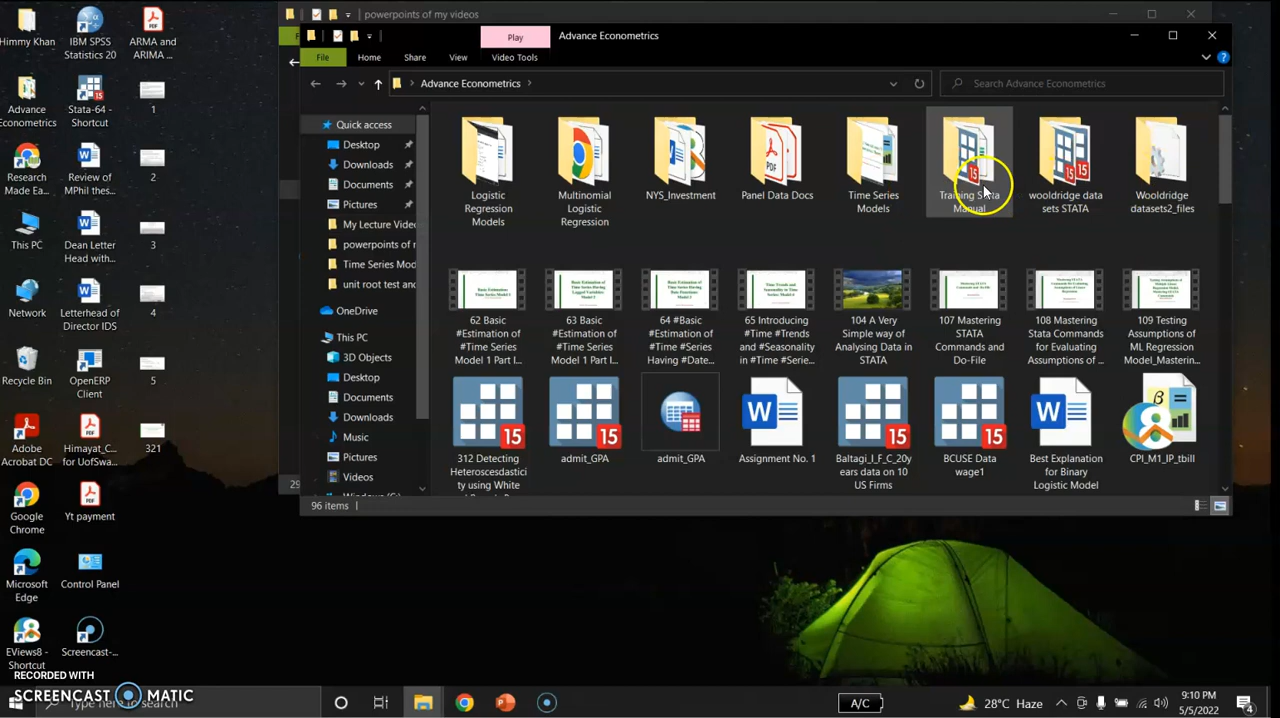 Himmy Khan
IBM SPSS
Statistics 20
ARMA and
ARIMA ...
Advance
Econometrics
Stata-64 -
Shortcut
1
Research
Made Ea...
Review of
MPhil thes...
2
This PC
Dean Letter
Head with...
3
Network
Letterhead of
Director IDS
4
Recycle Bin
OpenERP
Client
5
Adobe
Acrobat DC
Himayat_C...
for UofSwa...
321
Google
Chrome
Yt payment
Microsoft
Edge
Control Panel
EViews8 -
Shortcut
Screencast-...
RECORDED WITH
SCREENCAST MATIC
powerpoints of my videos
Play
Advance Econometrics
File
Home
Share
View
Video Tools
Advance Econometrics
Search Advance Econometrics
Quick access
Desktop
Downloads
Documents
Pictures
My Lecture Video
powerpoints of r
Time Series Mod
unit root test anc
OneDrive
This PC
3D Objects
Desktop
Documents
Downloads
Music
Pictures
Videos
Logistic
Regression
Models
Multinomial
Logistic
Regression
NYS_Investment
Panel Data Docs
Time Series
Models
Training Stata
Manual
wooldridge data
sets STATA
Wooldridge
datasets2_files
62 Basic
#Estimation of
#Time #Series
Model 1 Part I...
63 Basic
#Estimation of
#Time #Series
Model 1 Part I...
64 #Basic
#Estimation of
#Time #Series
Having #Date...
65 Introducing
#Time #Trends
and #Seasonality
in #Time #Serie...
104 A Very
Simple way of
Analysing Data in
STATA
107 Mastering
STATA
Commands and
Do-File
108 Mastering
Stata Commands
for Evaluating
Assumptions of ...
109 Testing
Assumptions of
ML Regression
Model_Masterin...
312 Detecting
Heteroscesdastici
ty using White
admit_GPA
admit_GPA
Assignment No. 1
Baltagi_I_F_C_20y
ears data on 10
US Firms
BCUSE Data
wage1
Best Explanation
for Binary
Logistic Model
CPI_M1_IP_tbill
96 items
29
Type here to search
A/C
28°C Haze
9:10 PM
5/5/2022
4